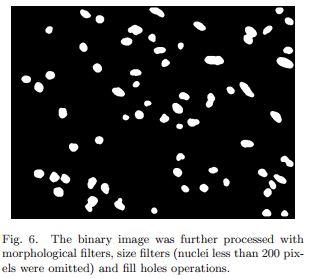 Fig. 6. The binary image was further processed with
morphological filters, size filters (nuclei less than 200 pix-
els were omitted) and fill holes operations.